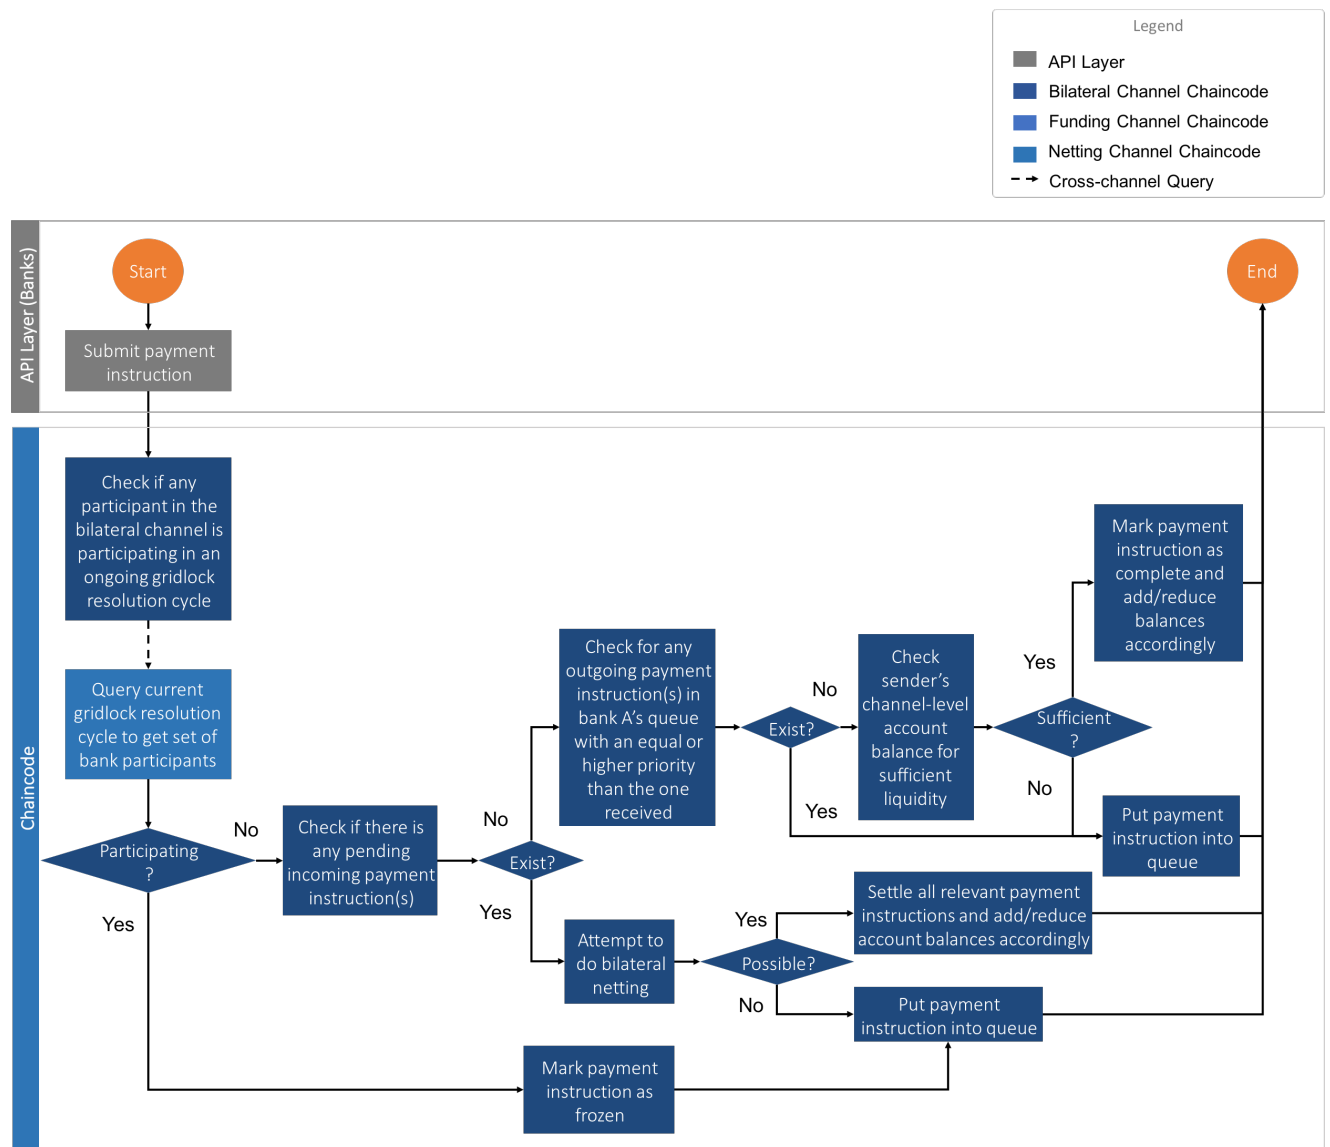 Legend
API Layer
Bilateral Channel Chaincode
Funding Channel Chaincode
Netting Channel Chaincode
Cross-channel Query
API Layer (Banks)
Start
End
Submit payment
instruction
Chaincode
Check if any
participant in the
bilateral channel is
participating in an
ongoing gridlock
resolution cycle
Query current
gridlock resolution
cycle to get set of
bank participants
Participating
?
No
Yes
Check if there is
any pending
incoming payment
instruction(s)
Exist?
No
Yes
Check for any
outgoing payment
instruction(s) in
bank A’s queue
with an equal or
higher priority
than the one
received
Exist?
No
Yes
Check
sender’s
channel-level
account
balance for
sufficient
liquidity
Sufficient
?
Yes
No
Mark payment
instruction as
complete and
add/reduce
balances
accordingly
Put payment
instruction into
queue
Attempt to
do bilateral
netting
Possible?
Yes
No
Settle all relevant payment
instructions and add/reduce
account balances accordingly
Put payment
instruction into queue
Mark payment
instruction as
frozen